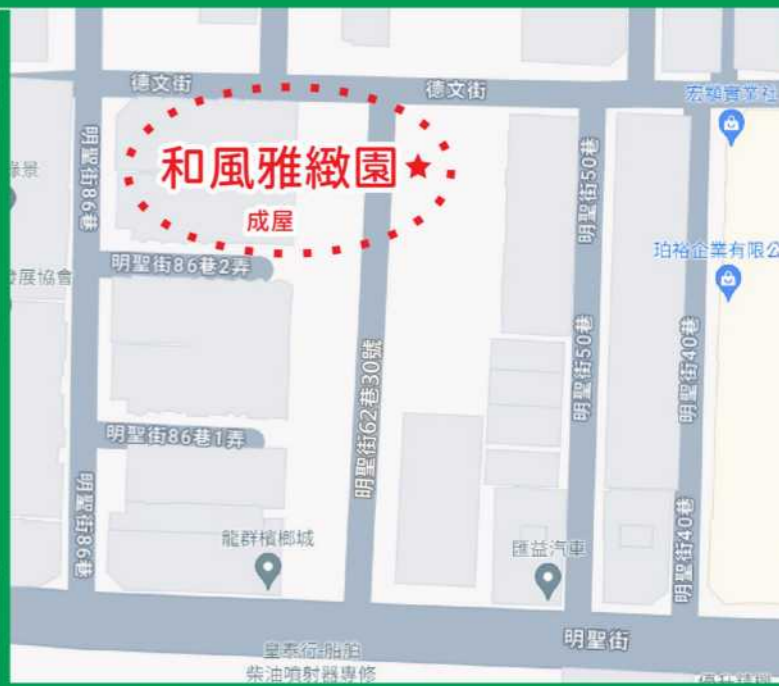 德文街
德文街
宏穎實業社
明聖街86巷
和風雅緻園
明聖街50巷
成屋
明聖街86巷2弄
珀裕企業有限公
發展協會
明聖街62巷30號
明聖街50巷
明聖街40巷
明聖街86巷1弄
明聖街86巷
龍群檳榔城
匯益汽車
明聖街40巷
明聖街
皇泰行-船舶
柴油噴射器專修